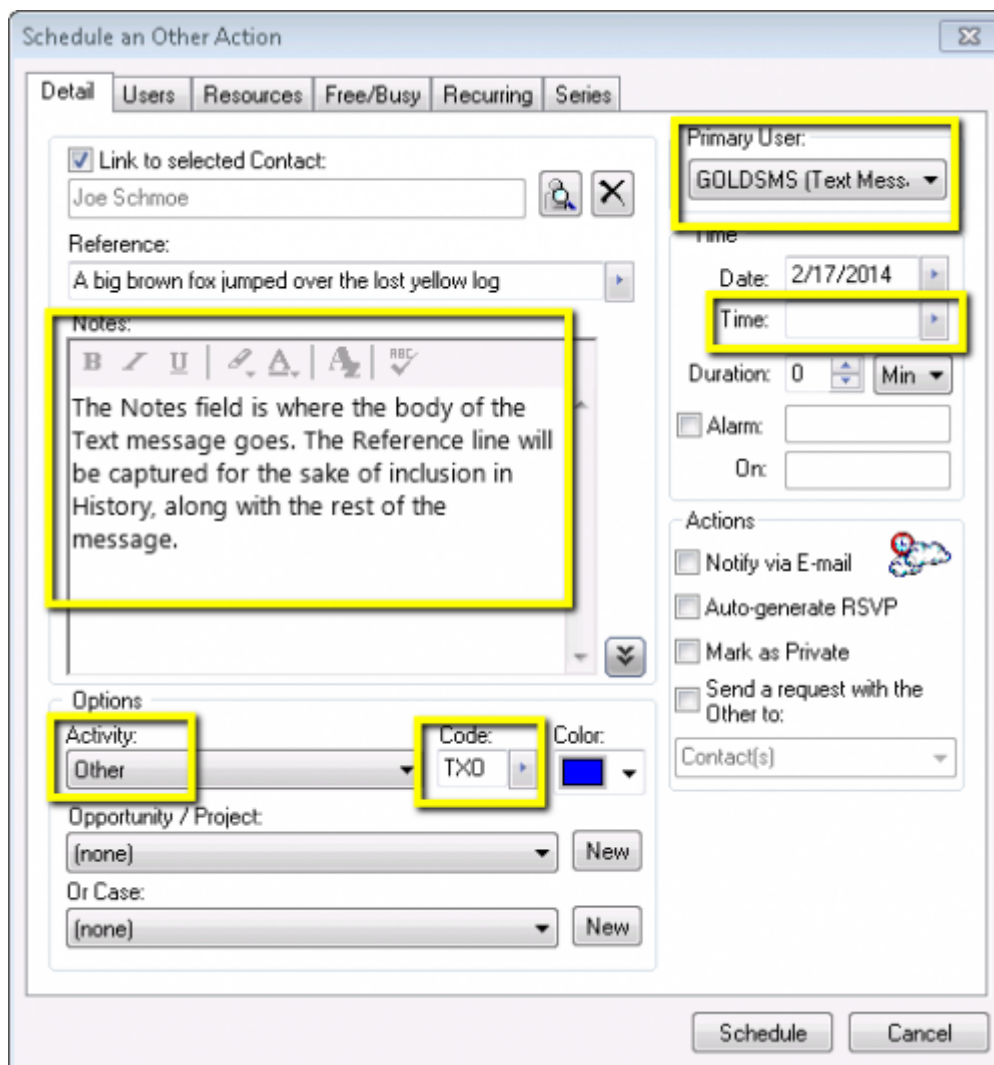 Schedule an Other Action
Detail Users Resources Free/Busy Recurring Series
Link to selected Contact:
Joe Schmoe
Reference:
A big brown fox jumped over the lost yellow log
Notes:
B I U A A ABC
The Notes field is where the body of the
Text message goes. The Reference line will
be captured for the sake of inclusion in
History, along with the rest of the
message.
Options
Activity:
Other
Code:
TXO
Color:
Opportunity / Project:
(none)
New
Or Case:
(none)
New
Primary User:
GOLDSMS (Text Mess.
Time
Date: 2/17/2014
Time:
Duration: 0 Min
Alarm:
On:
Actions
Notify via E-mail
Auto-generate RSVP
Mark as Private
Send a request with the
Other to:
Contact(s)
Schedule Cancel